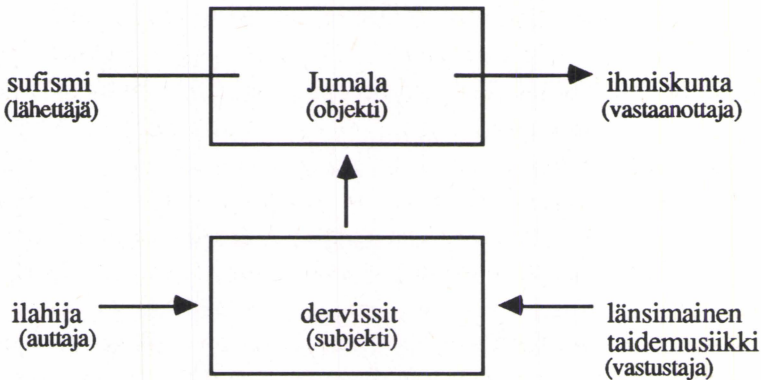 sufismi
(lähettäjä)
Jumala
(objekti)
ihmiskunta
(vastaanottaja)
ilahija
(auttaja)
dervissit
(subjekti)
länsimainen
taidemusiikki
(vastustaja)